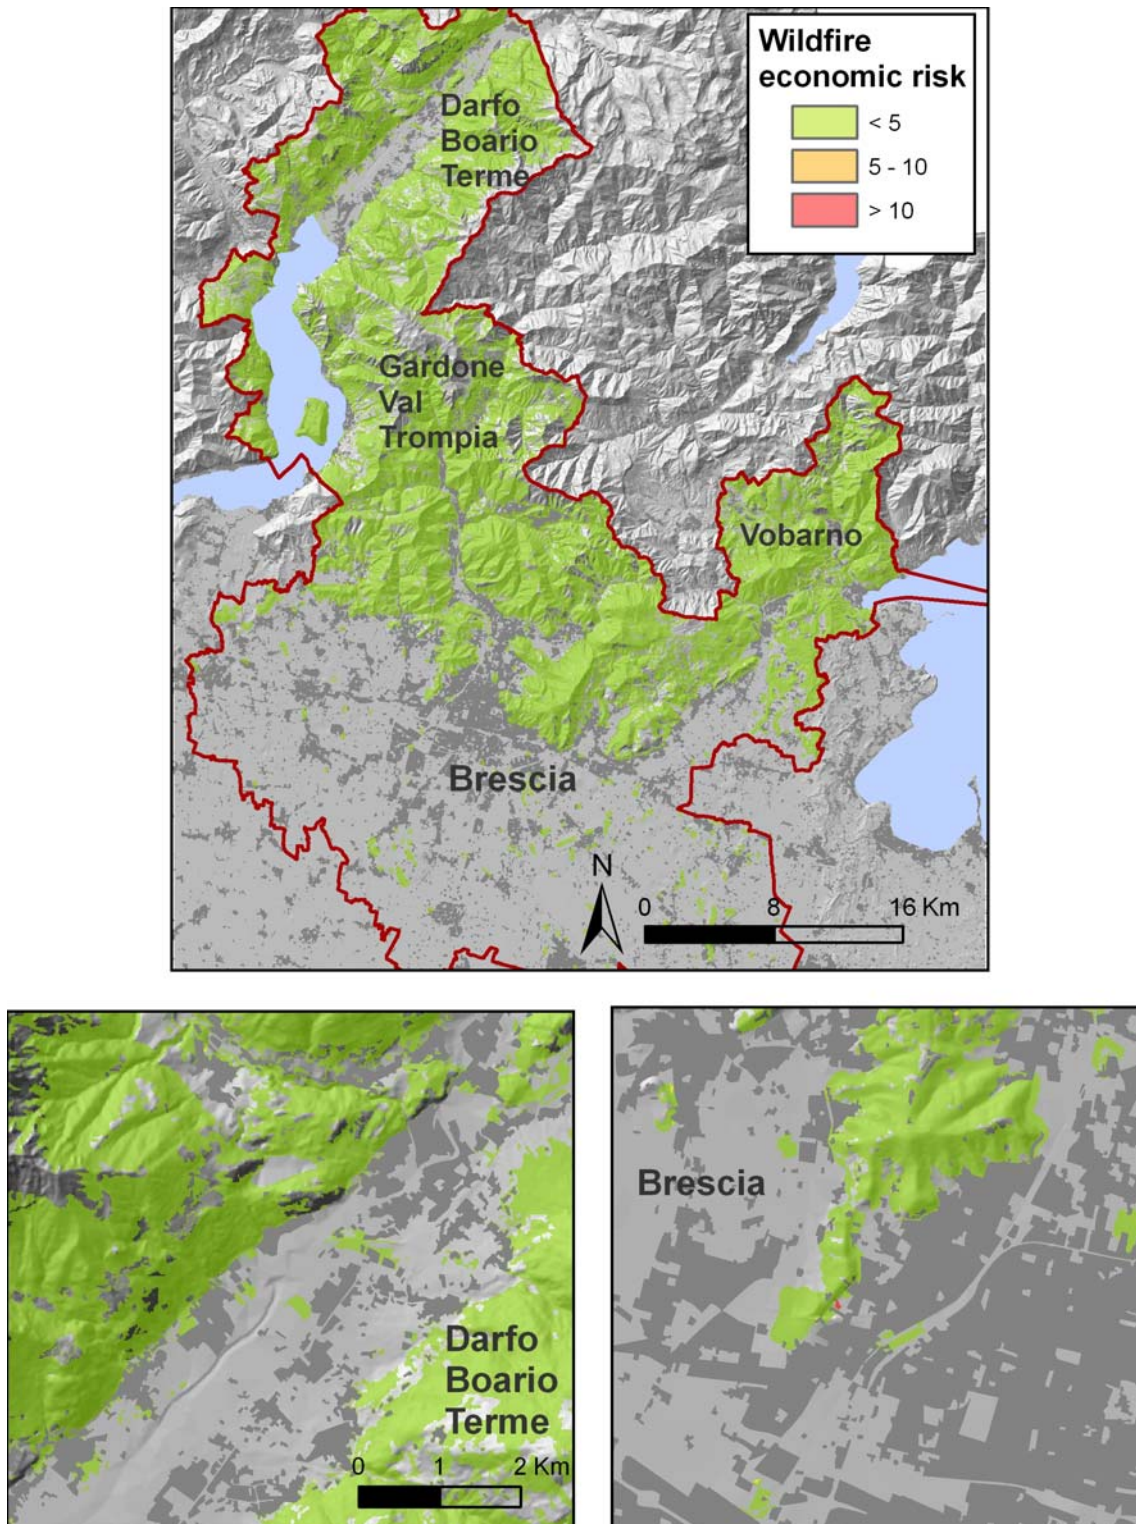 Wildfire
economic risk
< 5
5 - 10
> 10
Darfo
Boario
Terme
Gardone
Val
Trompia
Vobarno
Brescia
N
0 8 16 Km
Darfo
Boario
Terme
0 1 2 Km
Brescia